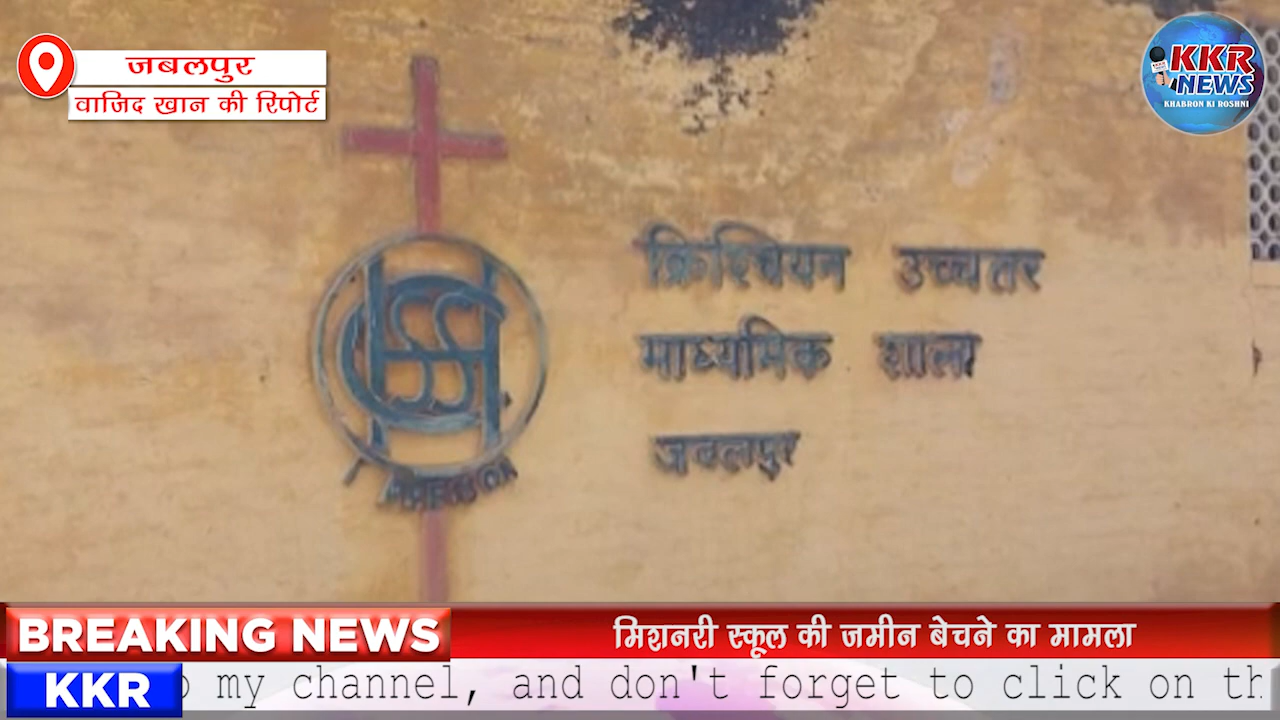 जबलपुर
वाजिद खान की रिपोर्ट
KKR
NEWS
KHABRON KI ROSHNI
क्रिश्चियन उच्चतर
माध्यमिक शाला
जबलपुर
BREAKING NEWS
मिशनरी स्कूल की जमीन बेचने का मामला
KKR
my channel, and don't forget to click on th